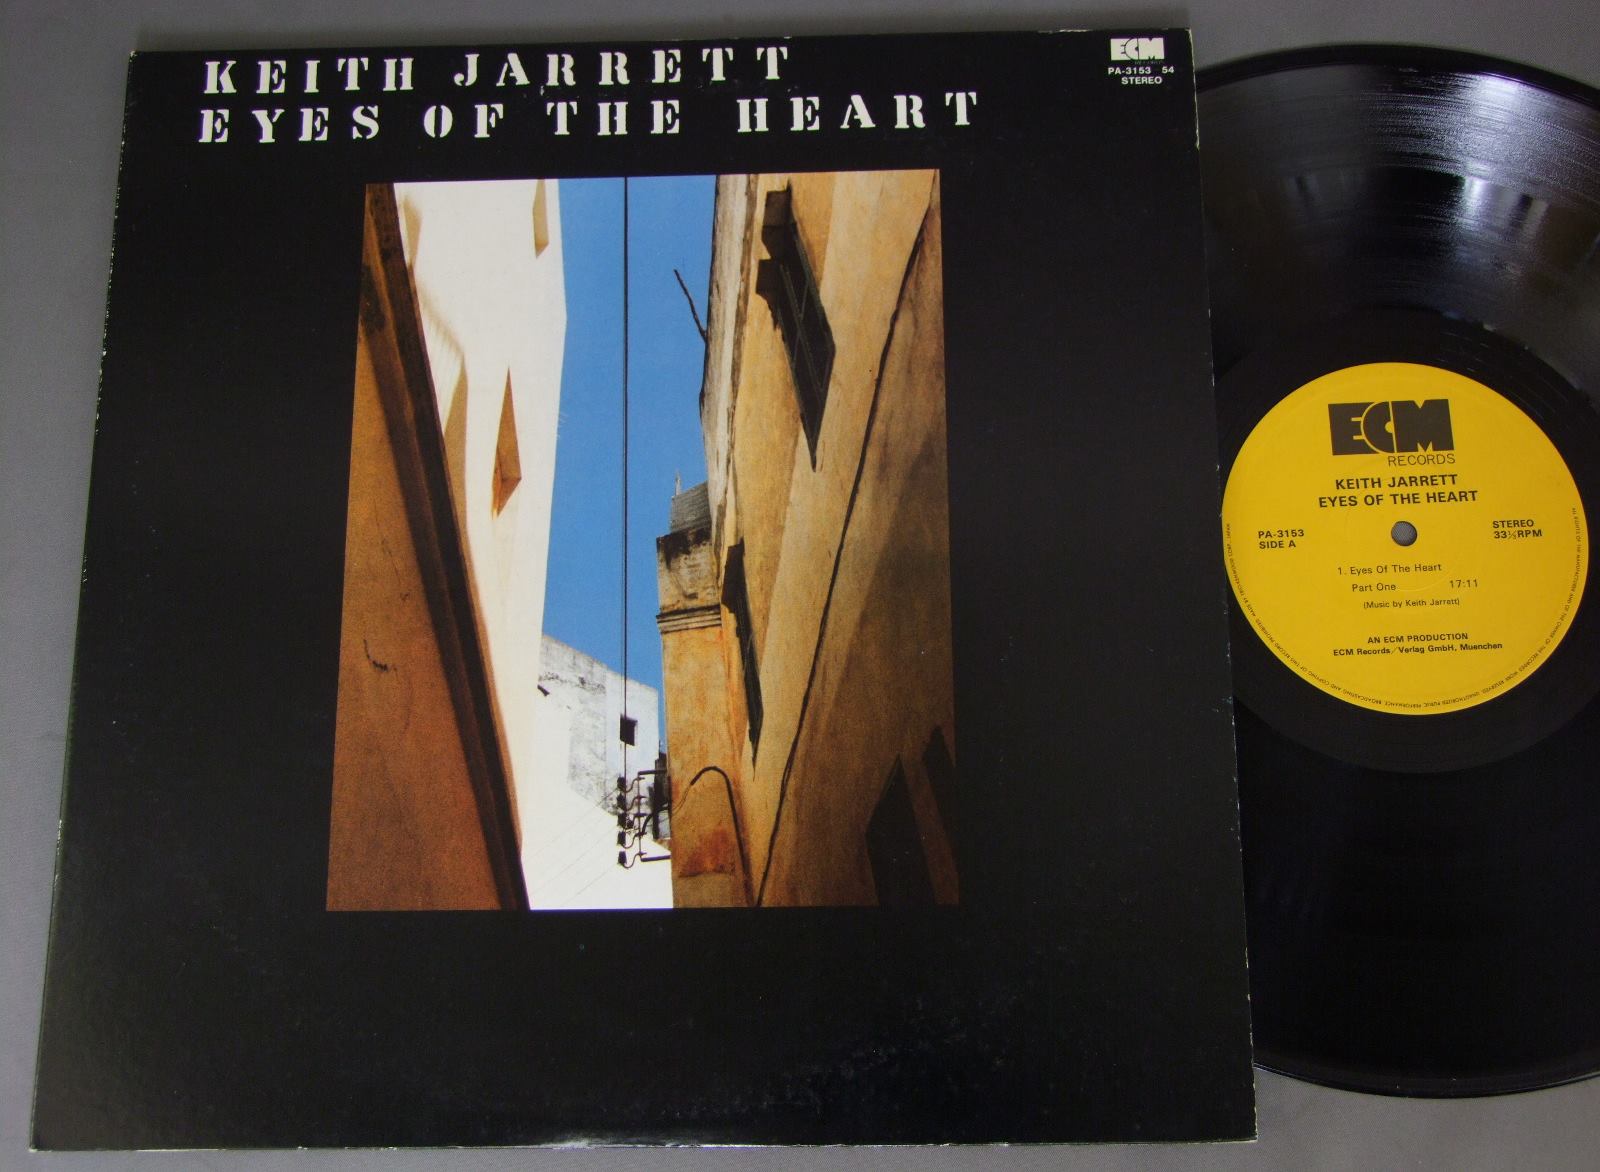 KEITH JARRETT
EYES OF THE HEART
ECM
PA-3153 54
STEREO
ECM
RECORDS
KEITH JARRETT
EYES OF THE HEART
PA-3153
SIDE A
STEREO
33⅓RPM
1. Eyes Of The Heart
Part One 17:11
(Music by Keith Jarrett)
AN ECM PRODUCTION
ECM Records/Verlag GmbH, Muenchen